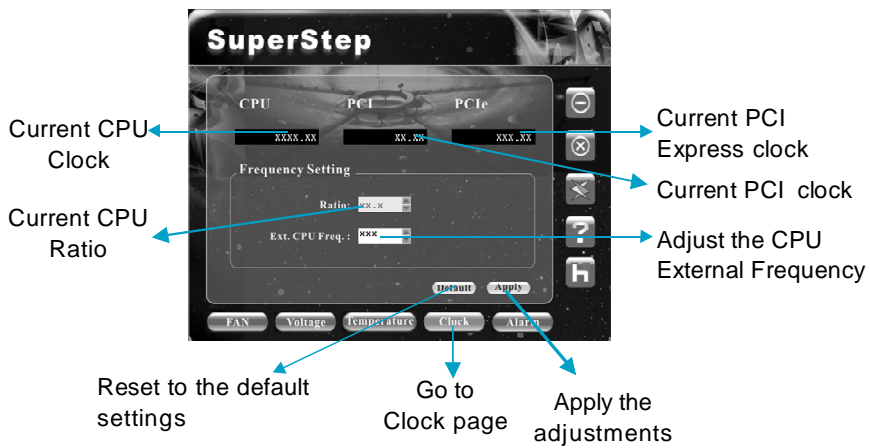 SuperStep
CPU PCI PCIe
XXXX.XX XX.XX XXX.XX
Frequency Setting
Ratio: XX.X
Ext. CPU Freq. : XXX
Default Apply
FAN Voltage Temperature Clock Alarm
?
h
Current CPU
Clock
Current CPU
Ratio
Current PCI
Express clock
Current PCI clock
Adjust the CPU
External Frequency
Reset to the default
settings
Go to
Clock page
Apply the
adjustments